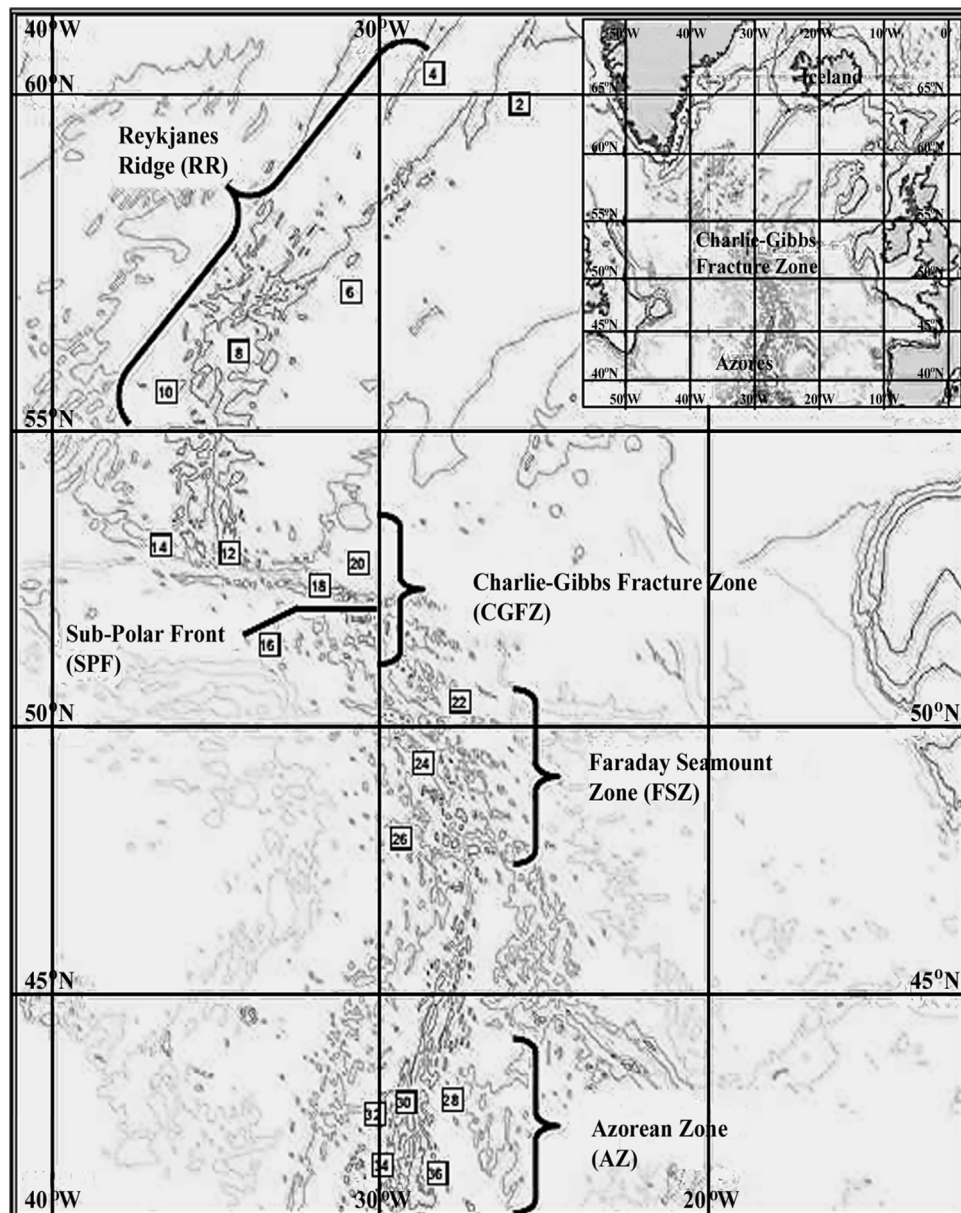 40°W
30°W
60°N
4
2
Reykjanes
Ridge (RR)
6
8
10
55°N
50°W
40°W
30°W
20°W
10°W
0°
Iceland
65°N
65°N
60°N
60°N
55°N
55°N
Charlie-Gibbs
Fracture Zone
50°N
50°N
45°N
45°N
Azores
40°N
40°N
50°W
40°W
30°W
20°W
10°W
0°
14
12
20
18
Charlie-Gibbs Fracture Zone
(CGFZ)
Sub-Polar Front
(SPF)
16
22
50°N
50°N
24
Faraday Seamount
Zone (FSZ)
26
45°N
45°N
32
30
28
Azorean Zone
(AZ)
34
36
40°W
30°W
20°W